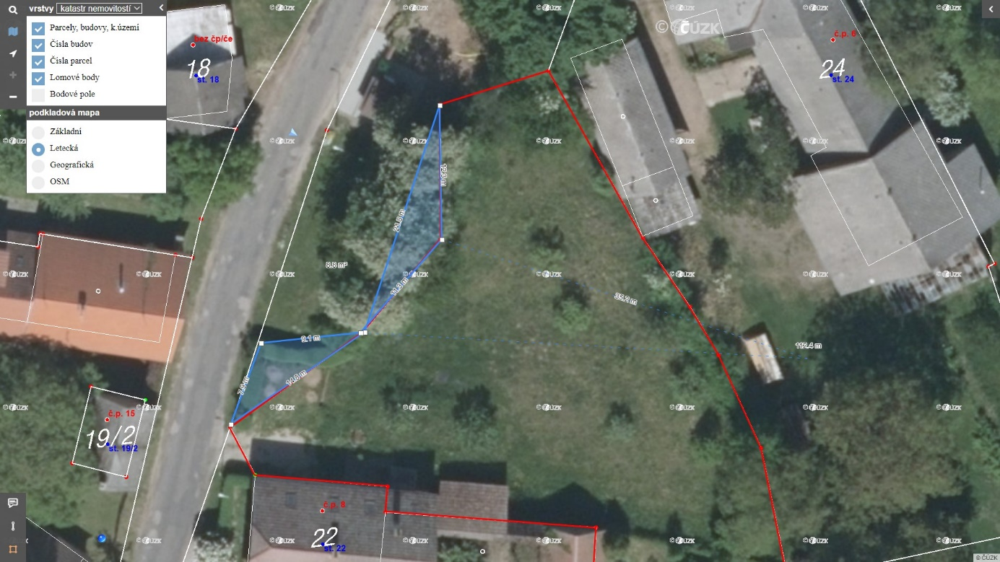 vrstvy katastr nemovitostí
Parcely, budovy, k.území
Čísla budov
Čísla parcel
Lomové body
Bodové pole
podkladová mapa
Základní
Letecká
Geografická
OSM
©ČÚZK
bez čp/če
18
st. 18
č.p. 6
24
st. 24
12.3 m
21.5 m
8.8 m²
11.3 m
35.2 m
9.1 m
112.4 m
14.8 m
7.9 m
č.p. 15
19/2
st. 19/2
č.p. 8
22
st. 22
© ČÚZK